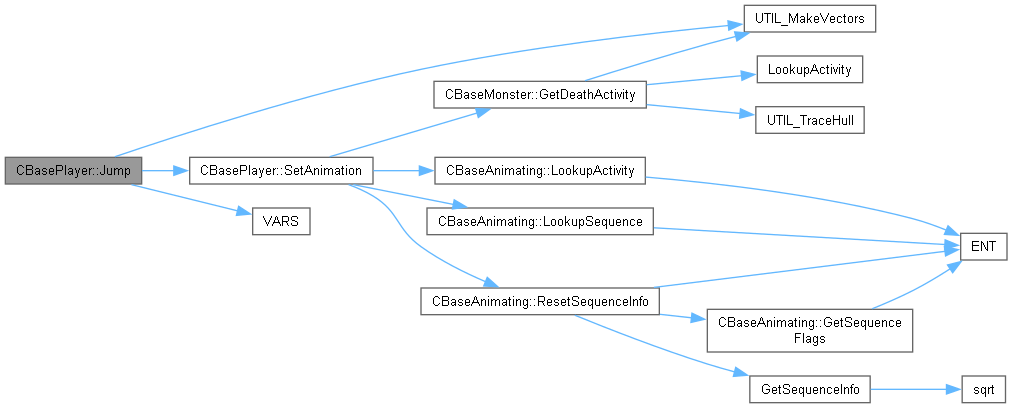 UTIL_MakeVectors
LookupActivity
CBaseMonster::GetDeathActivity
UTIL_TraceHull
CBasePlayer::Jump
CBasePlayer::SetAnimation
CBaseAnimating::LookupActivity
VARS
CBaseAnimating::LookupSequence
ENT
CBaseAnimating::ResetSequenceInfo
CBaseAnimating::GetSequence
Flags
GetSequenceInfo
sqrt